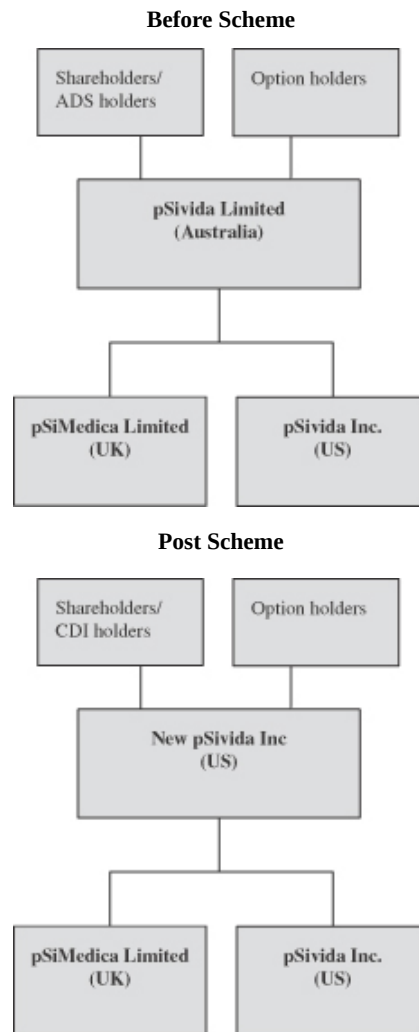 Before Scheme
Shareholders/
ADS holders
Option holders
pSivida Limited
(Australia)
pSiMedica Limited
(UK)
pSivida Inc.
(US)
Post Scheme
Shareholders/
CDI holders
Option holders
New pSivida Inc
(US)
pSiMedica Limited
(UK)
pSivida Inc.
(US)